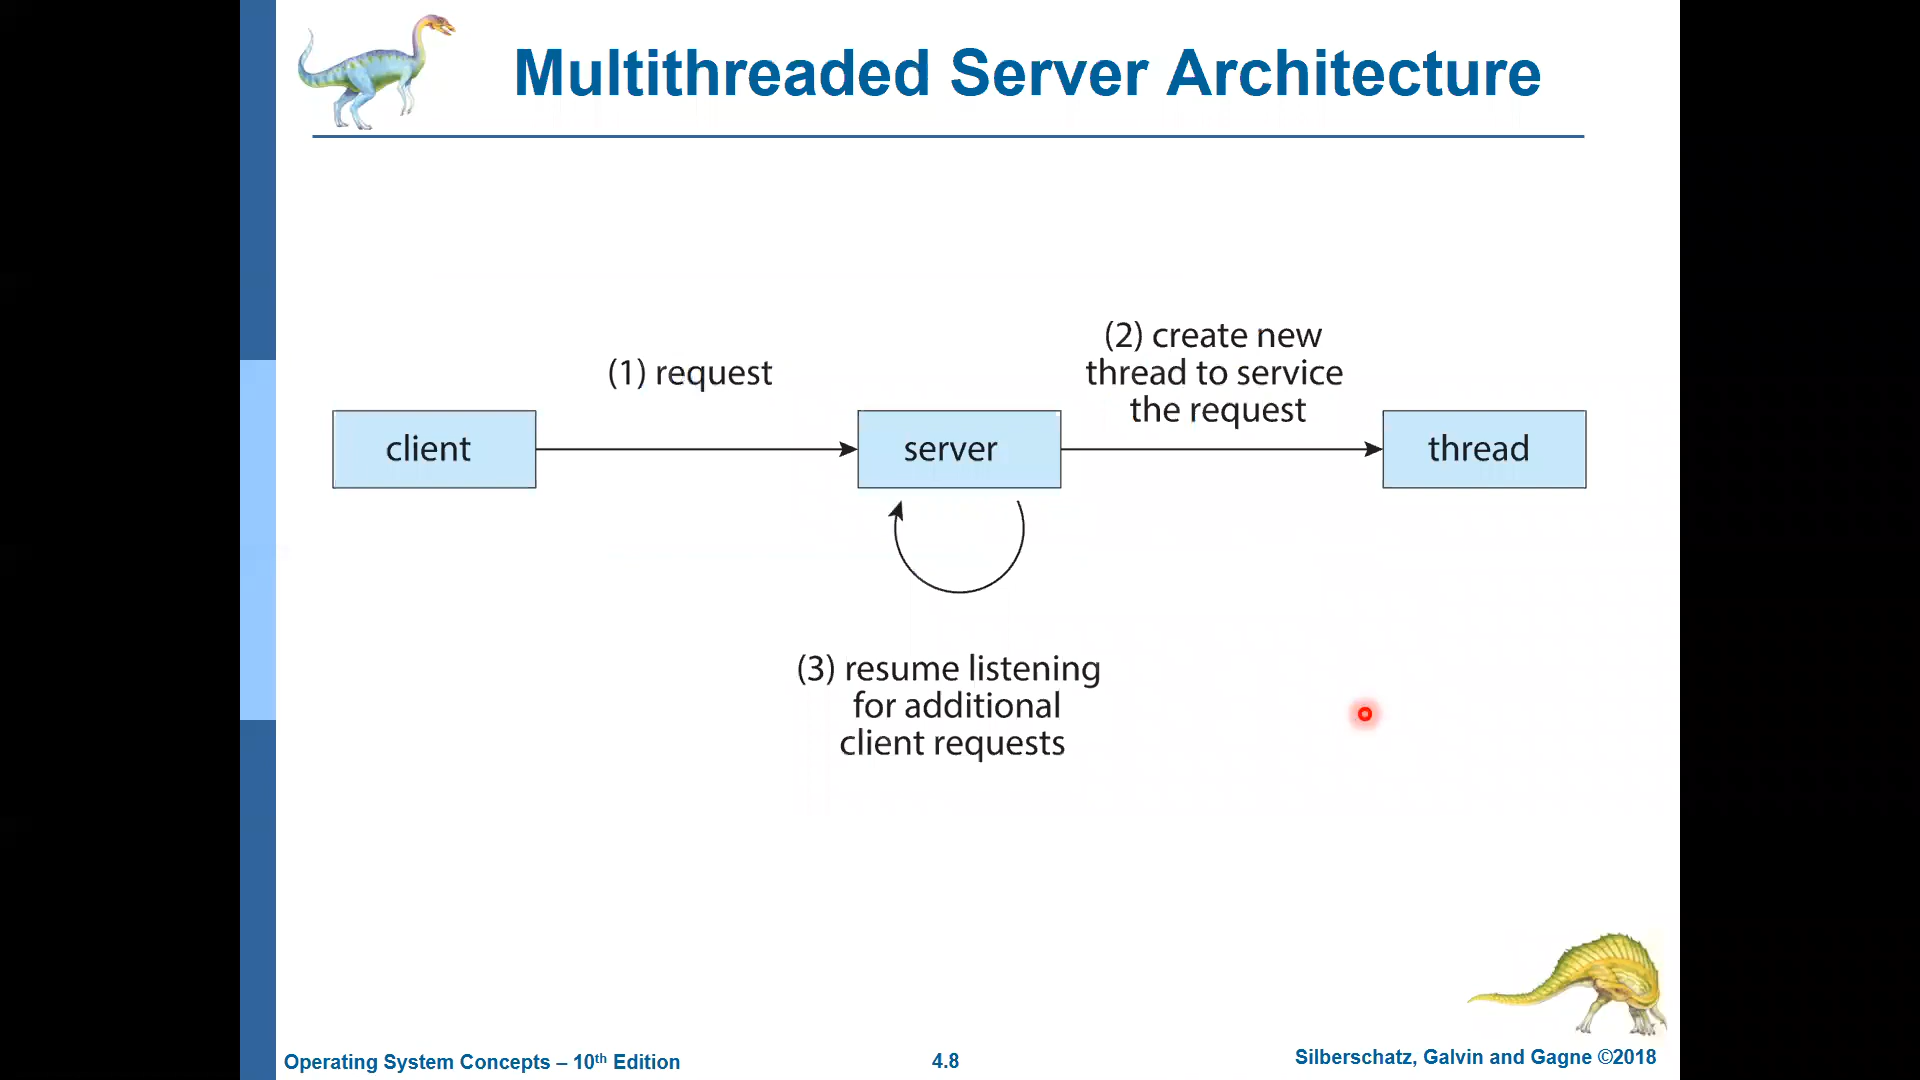 Multithreaded Server Architecture
(1) request
(2) create new
thread to service
the request
client
server
thread
(3) resume listening
for additional
client requests
Operating System Concepts – 10th Edition
4.8
Silberschatz, Galvin and Gagne ©2018